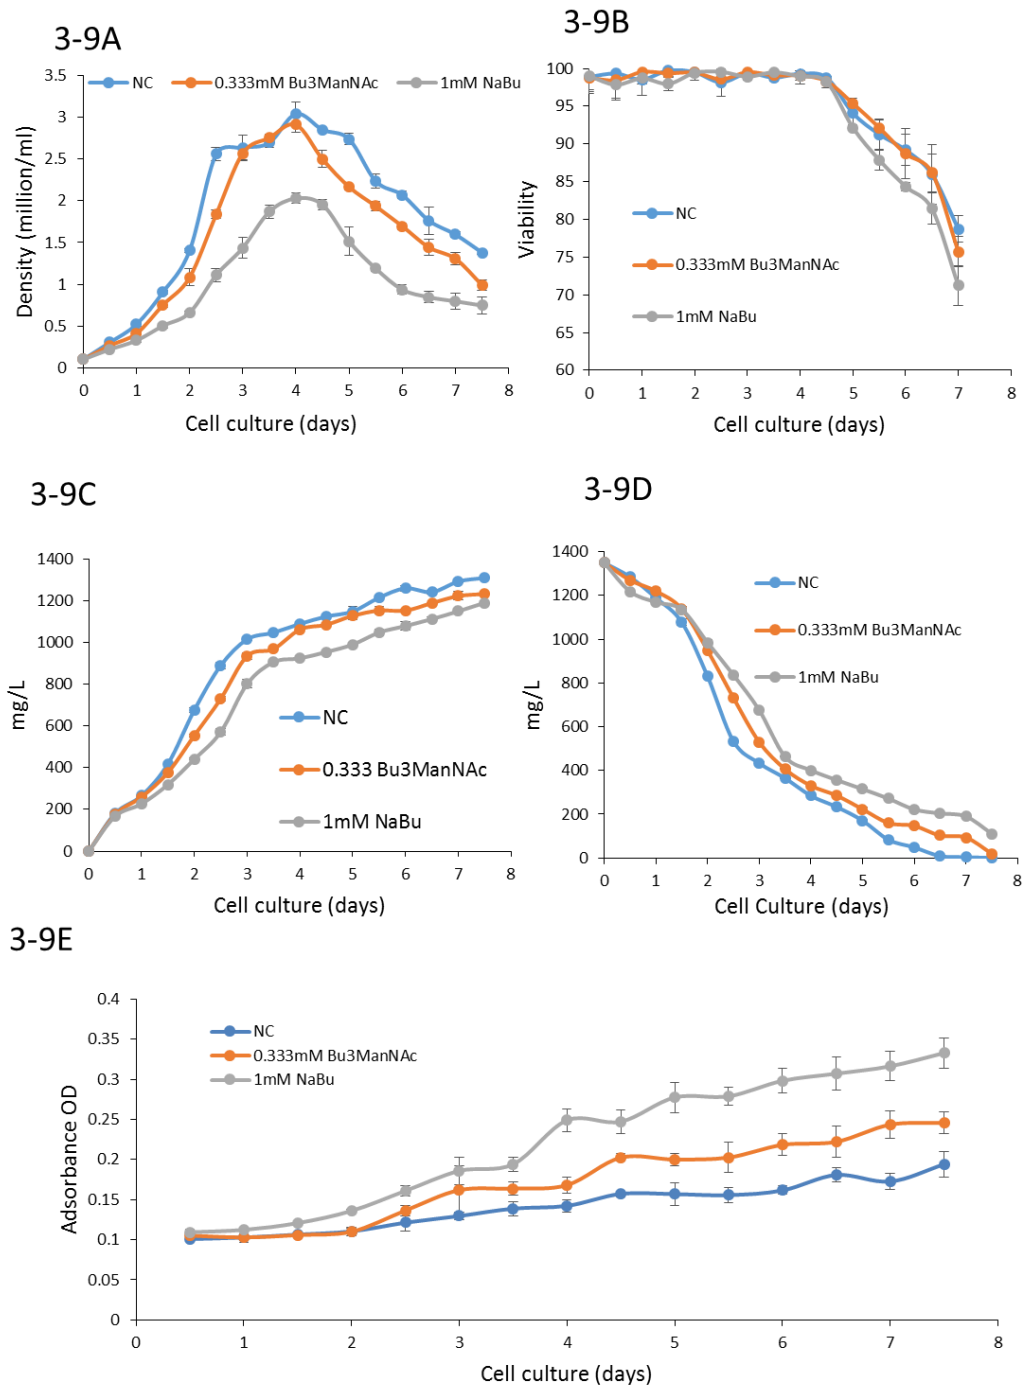 3-9A
NC 0.333mM Bu3ManNAc 1mM NaBu
3.5
3
2.5
2
1.5
1
0.5
0
0 1 2 3 4 5 6 7 8
Density (million/ml)
Cell culture (days)
3-9B
100
95
90
85
80
75
70
65
60
0 1 2 3 4 5 6 7 8
Viability
NC
0.333mM Bu3ManNAc
1mM NaBu
Cell culture (days)
3-9C
1400
1200
1000
800
600
400
200
0
0 1 2 3 4 5 6 7 8
mg/L
NC
0.333 Bu3ManNAc
1mM NaBu
Cell culture (days)
3-9D
1400
1200
1000
800
600
400
200
0
0 1 2 3 4 5 6 7 8
mg/L
NC
0.333mM Bu3ManNAc
1mM NaBu
Cell Culture (days)
3-9E
0.4
0.35
0.3
0.25
0.2
0.15
0.1
0.05
0
0 1 2 3 4 5 6 7 8
Adsorbance OD
NC
0.333mM Bu3ManNAc
1mM NaBu
Cell culture (days)